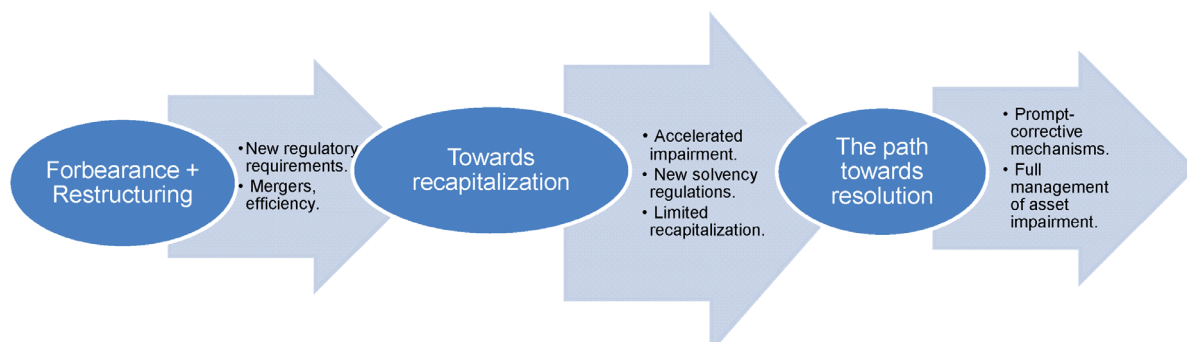 Forbearance +
Restructuring
• New regulatory
requirements.
• Mergers,
efficiency.
Towards
recapitalization
• Accelerated
impairment.
• New solvency
regulations.
• Limited
recapitalization.
The path
towards
resolution
• Prompt-
corrective
mechanisms.
• Full
management
of asset
impairment.